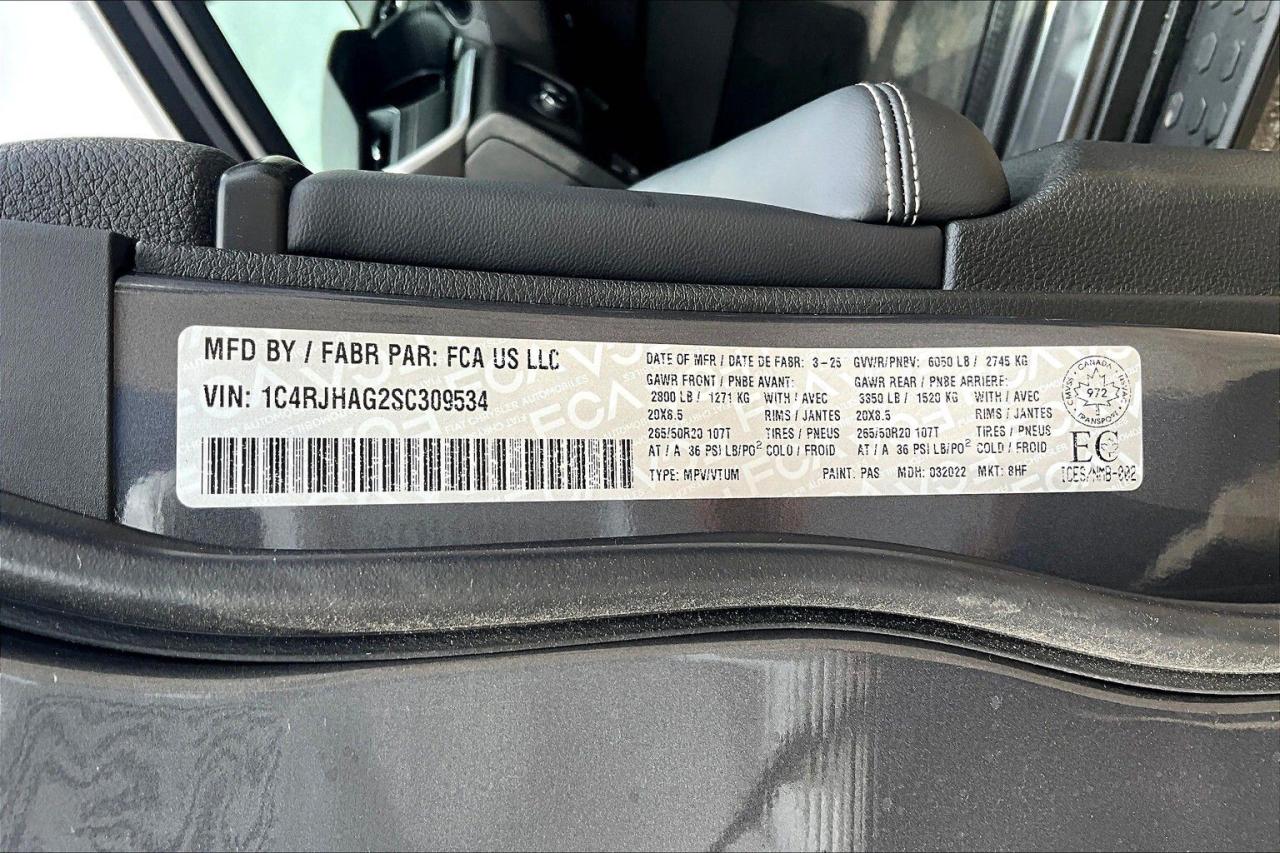 MFD BY / FABR PAR: FCA US LLC
VIN: 1C4RJHAG2SC309534
DATE OF MFR / DATE DE FABR: 3-25 GVWR/PNBV: 6050 LB / 2745 KG
GAWR FRONT / PNBE AVANT: GAWR REAR / PNBE ARRIERE:
2800 LB / 1271 KG WITH / AVEC 3350 LB / 1520 KG WITH / AVEC
20X8.5 RIMS / JANTES 20X8.5 RIMS / JANTES
265/50R20 107T TIRES / PNEUS 265/50R20 107T TIRES / PNEUS
AT / A 36 PSI LB/PO² COLD / FROID AT / A 36 PSI LB/PO² COLD / FROID
TYPE: MPV/VTUM PAINT: PAS MDH: 032022 MKT: 8HF
CANADA
972
TRANSPORT
EC
ICES/NMB-002